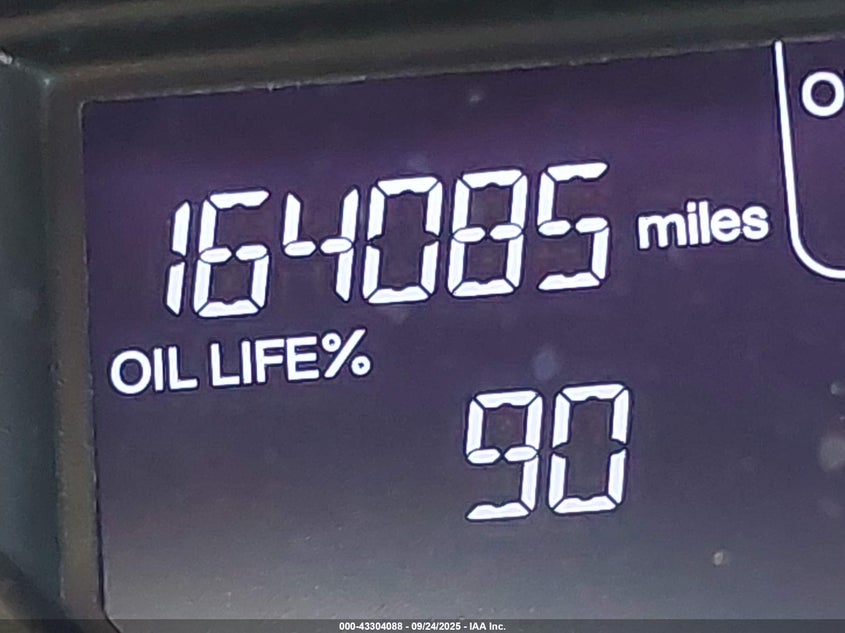 O
164085 miles
OIL LIFE%
90
000-43304088 - 09/24/2025 - IAA Inc.